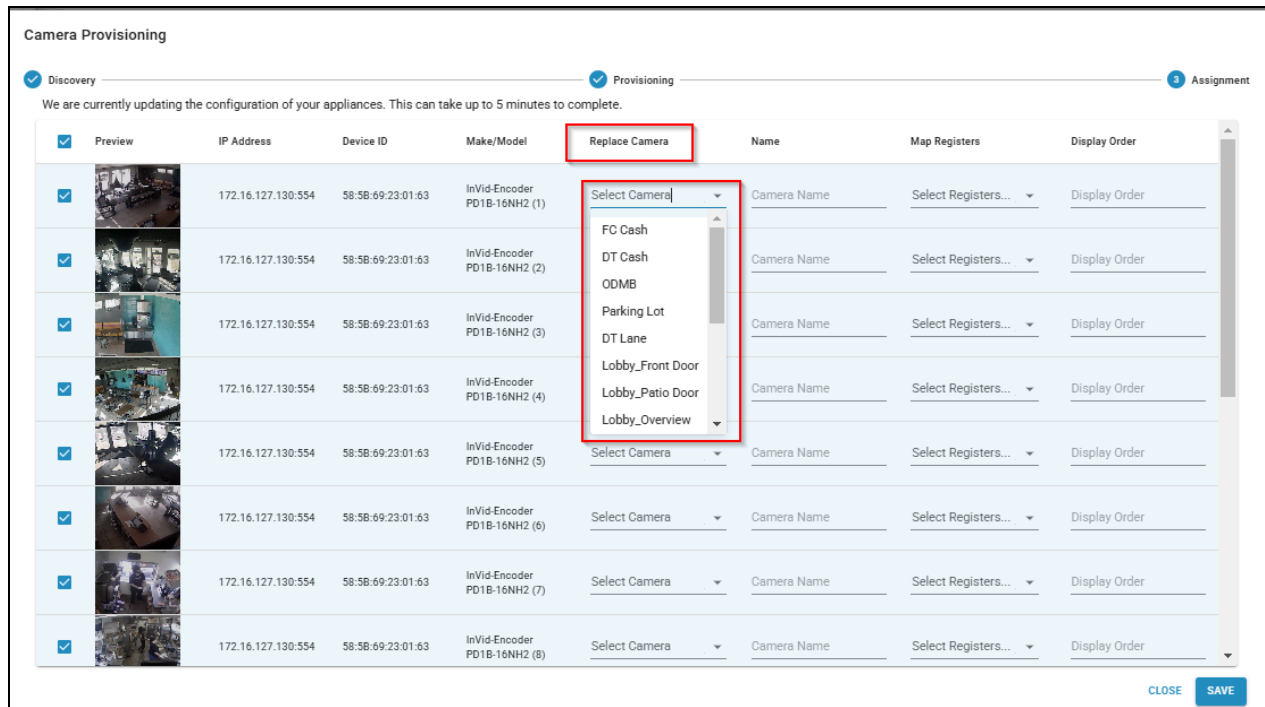 Camera Provisioning
Discovery
Provisioning
3 Assignment
We are currently updating the configuration of your appliances. This can take up to 5 minutes to complete.
Preview IP Address Device ID Make/Model Replace Camera Name Map Registers Display Order
172.16.127.130:554 58:5B:69:23:01:63 InVid-Encoder PD1B-16NH2 (1) Select Camera Camera Name Select Registers... Display Order
FC Cash
DT Cash
ODMB
Parking Lot
DT Lane
Lobby_Front Door
Lobby_Patio Door
Lobby_Overview
172.16.127.130:554 58:5B:69:23:01:63 InVid-Encoder PD1B-16NH2 (2) Camera Name Select Registers... Display Order
172.16.127.130:554 58:5B:69:23:01:63 InVid-Encoder PD1B-16NH2 (3) Camera Name Select Registers... Display Order
172.16.127.130:554 58:5B:69:23:01:63 InVid-Encoder PD1B-16NH2 (4) Camera Name Select Registers... Display Order
172.16.127.130:554 58:5B:69:23:01:63 InVid-Encoder PD1B-16NH2 (5) Select Camera Camera Name Select Registers... Display Order
172.16.127.130:554 58:5B:69:23:01:63 InVid-Encoder PD1B-16NH2 (6) Select Camera Camera Name Select Registers... Display Order
172.16.127.130:554 58:5B:69:23:01:63 InVid-Encoder PD1B-16NH2 (7) Select Camera Camera Name Select Registers... Display Order
172.16.127.130:554 58:5B:69:23:01:63 InVid-Encoder PD1B-16NH2 (8) Select Camera Camera Name Select Registers... Display Order
CLOSE SAVE